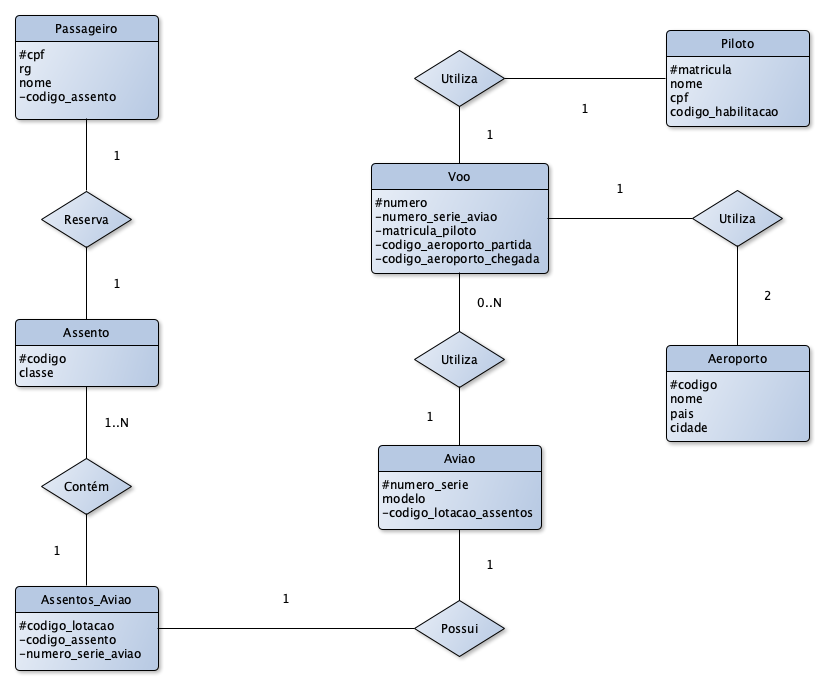 Passageiro
#cpf
rg
nome
-codigo_assento
1
Reserva
1
Assento
#codigo
classe
1..N
Contém
1
Assentos_Aviao
#codigo_lotacao
-codigo_assento
-numero_serie_aviao
1
Possui
1
Aviao
#numero_serie
modelo
-codigo_lotacao_assentos
1
Utiliza
0..N
Voo
#numero
-numero_serie_aviao
-matricula_piloto
-codigo_aeroporto_partida
-codigo_aeroporto_chegada
1
Utiliza
1
Piloto
#matricula
nome
cpf
codigo_habilitacao
1
Utiliza
2
Aeroporto
#codigo
nome
pais
cidade